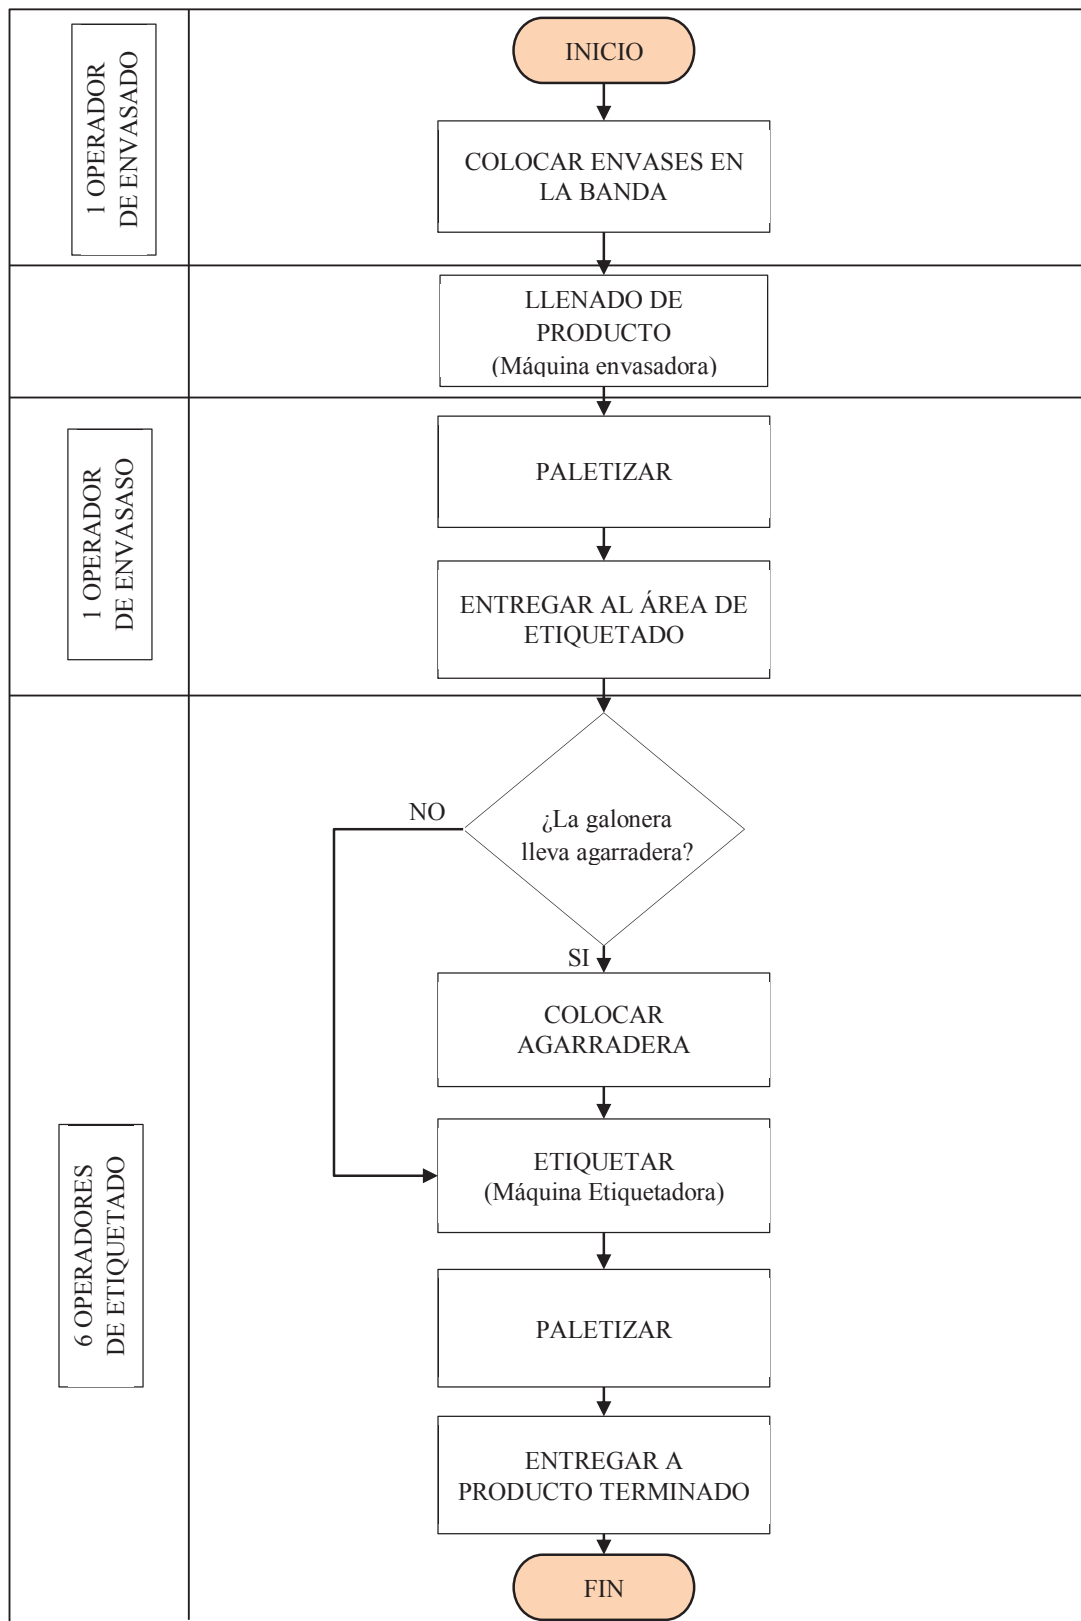 1 OPERADOR
DE ENVASADO
INICIO
COLOCAR ENVASES EN
LA BANDA
LLENADO DE
PRODUCTO
(Máquina envasadora)
1 OPERADOR
DE ENVASASO
PALETIZAR
ENTREGAR AL ÁREA DE
ETIQUETADO
6 OPERADORES
DE ETIQUETADO
¿La galonera
lleva agarradera?
NO
SI
COLOCAR
AGARRADERA
ETIQUETAR
(Máquina Etiquetadora)
PALETIZAR
ENTREGAR A
PRODUCTO TERMINADO
FIN